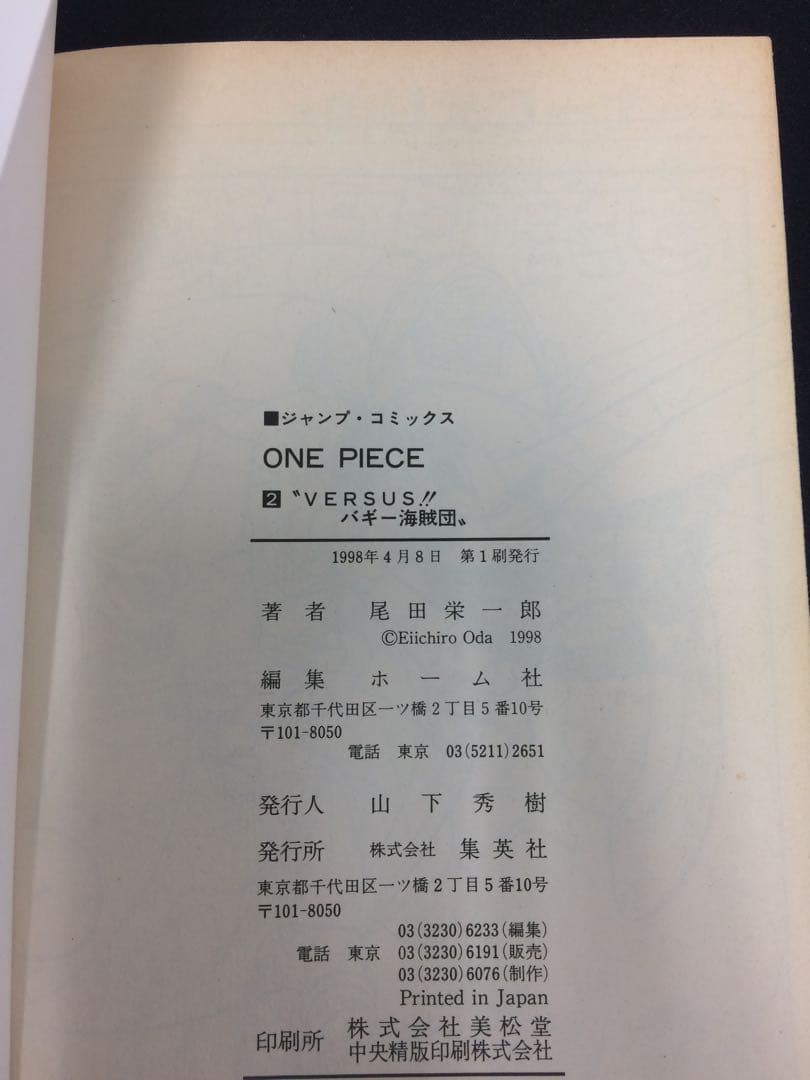 ■ジャンプ・コミックス
ONE PIECE
2 〝VERSUS!!
バギー海賊団〟
1998年4月8日 第1刷発行
著者 尾田栄一郎
©Eiichiro Oda 1998
編集 ホーム社
東京都千代田区一ツ橋2丁目5番10号
〒101-8050
電話 東京 03(5211)2651
発行人 山下秀樹
発行所 株式会社 集英社
東京都千代田区一ツ橋2丁目5番10号
〒101-8050
03(3230)6233(編集)
電話 東京 03(3230)6191(販売)
03(3230)6076(制作)
Printed in Japan
印刷所 株式会社美松堂
中央精版印刷株式会社